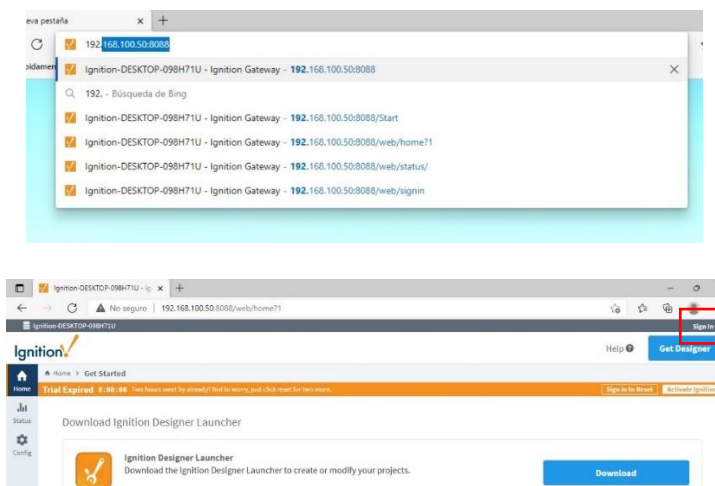 eva pestaña
192.168.100.50:8088
pidamen
Ignition-DESKTOP-098H71U - Ignition Gateway - 192.168.100.50:8088
192. - Búsqueda de Bing
Ignition-DESKTOP-098H71U - Ignition Gateway - 192.168.100.50:8088/Start
Ignition-DESKTOP-098H71U - Ignition Gateway - 192.168.100.50:8088/web/home?1
Ignition-DESKTOP-098H71U - Ignition Gateway - 192.168.100.50:8088/web/status/
Ignition-DESKTOP-098H71U - Ignition Gateway - 192.168.100.50:8088/web/signin
Ignition-DESKTOP-098H71U - Ig
No seguro | 192.168.100.50:8088/web/home?1
Ignition-DESKTOP-098H71U
Sign In
Ignition
Help
Get Designer
Home > Get Started
Home
Trial Expired 0:00:00 Two hours went by already? Not to worry, just click reset for two more.
Sign in to Reset
Activate Ignition
Status
Download Ignition Designer Launcher
Config
Ignition Designer Launcher
Download the Ignition Designer Launcher to create or modify your projects.
Download